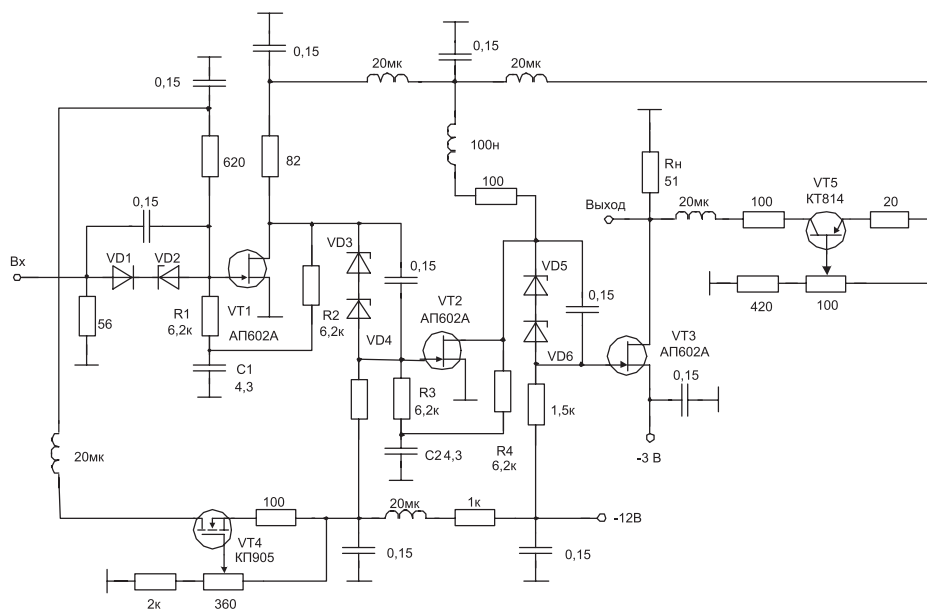 0,15
0,15
20мк
0,15
20мк
620
82
100н
100
Rн
51
Выход
20мк
100
VT5
КТ814
20
0,15
Вх
VD1
VD2
VD3
0,15
VD5
0,15
420
100
56
R1
6,2к
VT1
АП602А
R2
6,2к
VD4
VT2
АП602А
VD6
VT3
АП602А
C1
4,3
R3
6,2к
1,5к
0,15
C2 4,3
R4
6,2к
-3 В
20мк
100
20мк
1к
-12В
VT4
КП905
0,15
0,15
2к
360